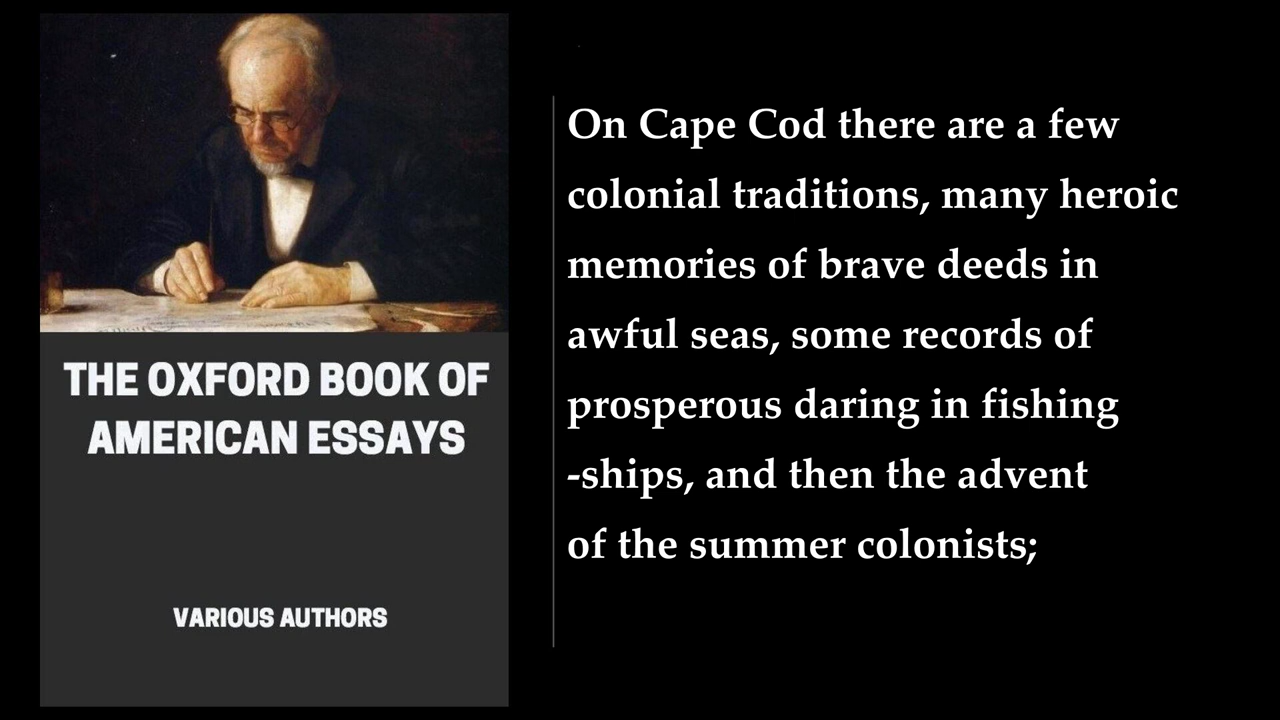 THE OXFORD BOOK OF
AMERICAN ESSAYS
VARIOUS AUTHORS
On Cape Cod there are a few
colonial traditions, many heroic
memories of brave deeds in
awful seas, some records of
prosperous daring in fishing
-ships, and then the advent
of the summer colonists;